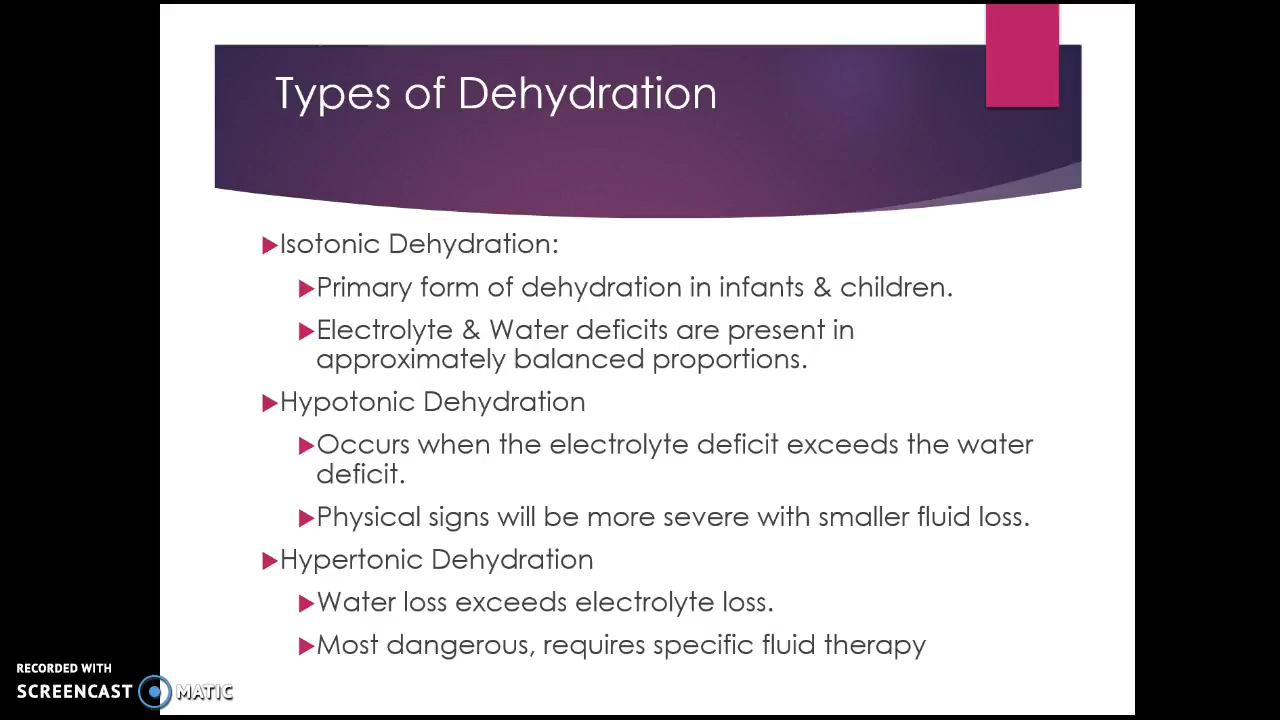 Types of Dehydration
Isotonic Dehydration:
Primary form of dehydration in infants & children.
Electrolyte & Water deficits are present in
approximately balanced proportions.
Hypotonic Dehydration
Occurs when the electrolyte deficit exceeds the water
deficit.
Physical signs will be more severe with smaller fluid loss.
Hypertonic Dehydration
Water loss exceeds electrolyte loss.
Most dangerous, requires specific fluid therapy
RECORDED WITH
SCREENCAST MATIC